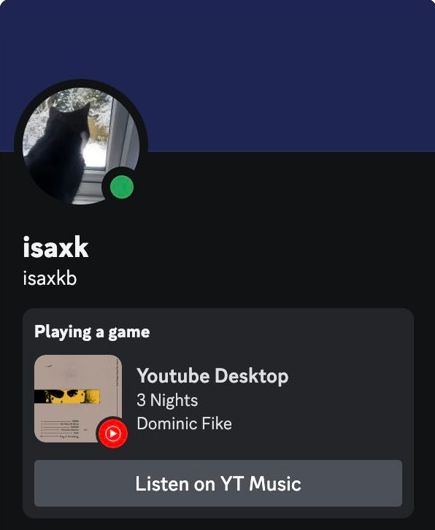 isaxk
isaxkb
Playing a game
Youtube Desktop
3 Nights
Dominic Fike
Listen on YT Music